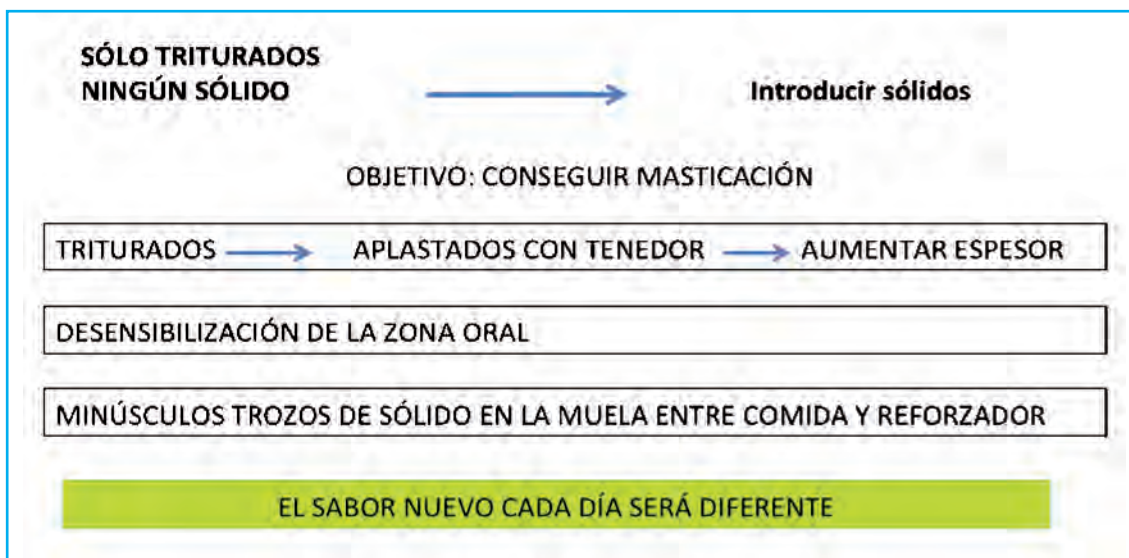 SÓLO TRITURADOS
NINGÚN SÓLIDO
Introducir sólidos
OBJETIVO: CONSEGUIR MASTICACIÓN
TRITURADOS APLASTADOS CON TENEDOR AUMENTAR ESPESOR
DESENSIBILIZACIÓN DE LA ZONA ORAL
MINÚSCULOS TROZOS DE SÓLIDO EN LA MUELA ENTRE COMIDA Y REFORZADOR
EL SABOR NUEVO CADA DÍA SERÁ DIFERENTE